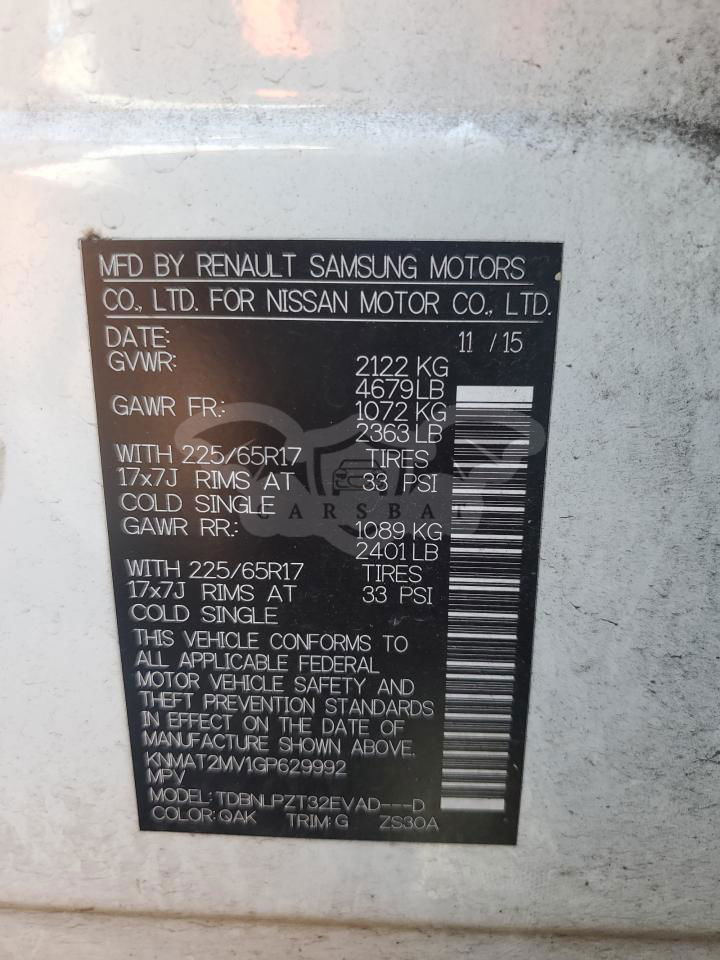 MFD BY RENAULT SAMSUNG MOTORS
CO., LTD. FOR NISSAN MOTOR CO., LTD.
DATE: 11 / 15
GVWR: 2122 KG
4679LB
GAWR FR.: 1072 KG
2363 LB
WITH 225/65R17 TIRES
17x7J RIMS AT 33 PSI
COLD SINGLE
GAWR RR.: 1089 KG
2401 LB
WITH 225/65R17 TIRES
17x7J RIMS AT 33 PSI
COLD SINGLE
THIS VEHICLE CONFORMS TO
ALL APPLICABLE FEDERAL
MOTOR VEHICLE SAFETY AND
THEFT PREVENTION STANDARDS
IN EFFECT ON THE DATE OF
MANUFACTURE SHOWN ABOVE.
KNMAT2MV1GP629992
MPV
MODEL: TDBNLPZT32EVAD---D
COLOR: QAK TRIM: G ZS30A
CARSBAT